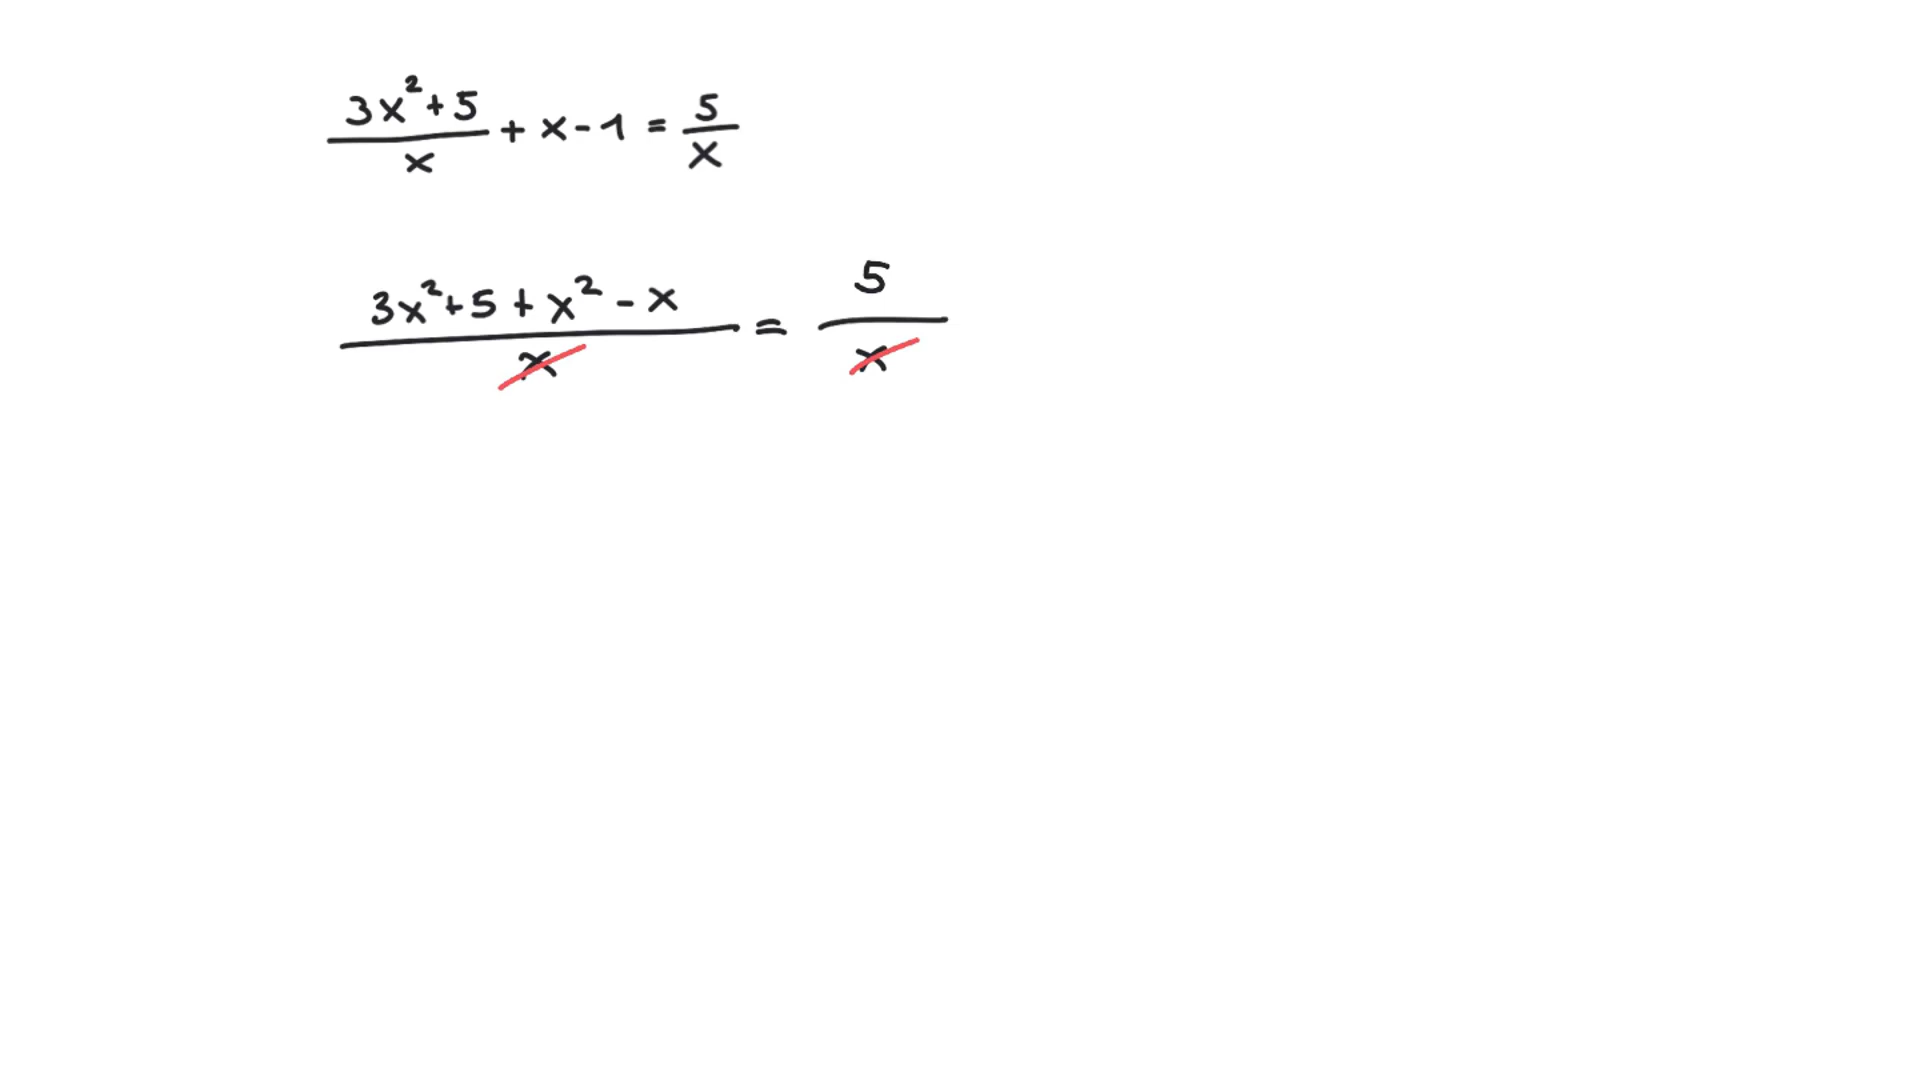 (3x²+5)/x + x - 1 = 5/x
(3x²+5+x²-x)/x = 5/x